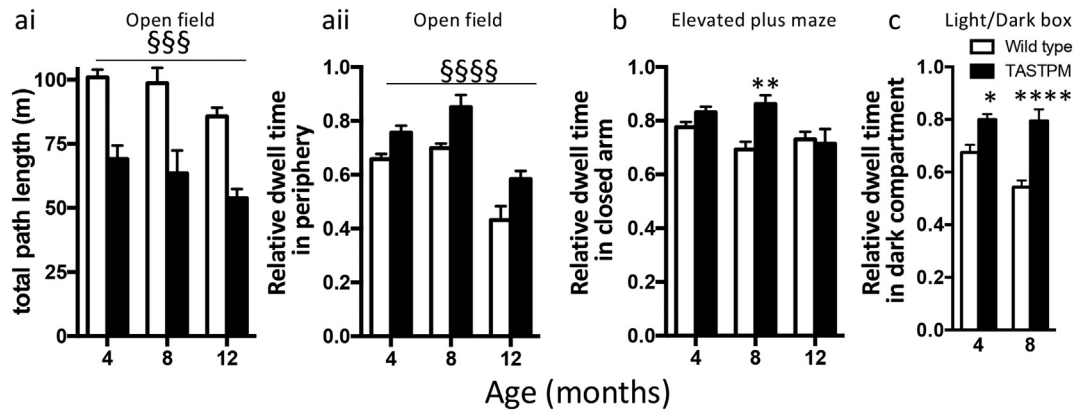 ai
Open field
§§§
total path length (m)
100
75
50
25
0
4 8 12
aii
Open field
§§§§
Relative dwell time
in periphery
1.0
0.8
0.6
0.4
0.2
0.0
4 8 12
b
Elevated plus maze
**
Relative dwell time
in closed arm
1.0
0.8
0.6
0.4
0.2
0.0
4 8 12
c
Light/Dark box
Wild type
TASTPM
* ****
Relative dwell time
in dark compartment
1.0
0.8
0.6
0.4
0.2
0.0
4 8
Age (months)